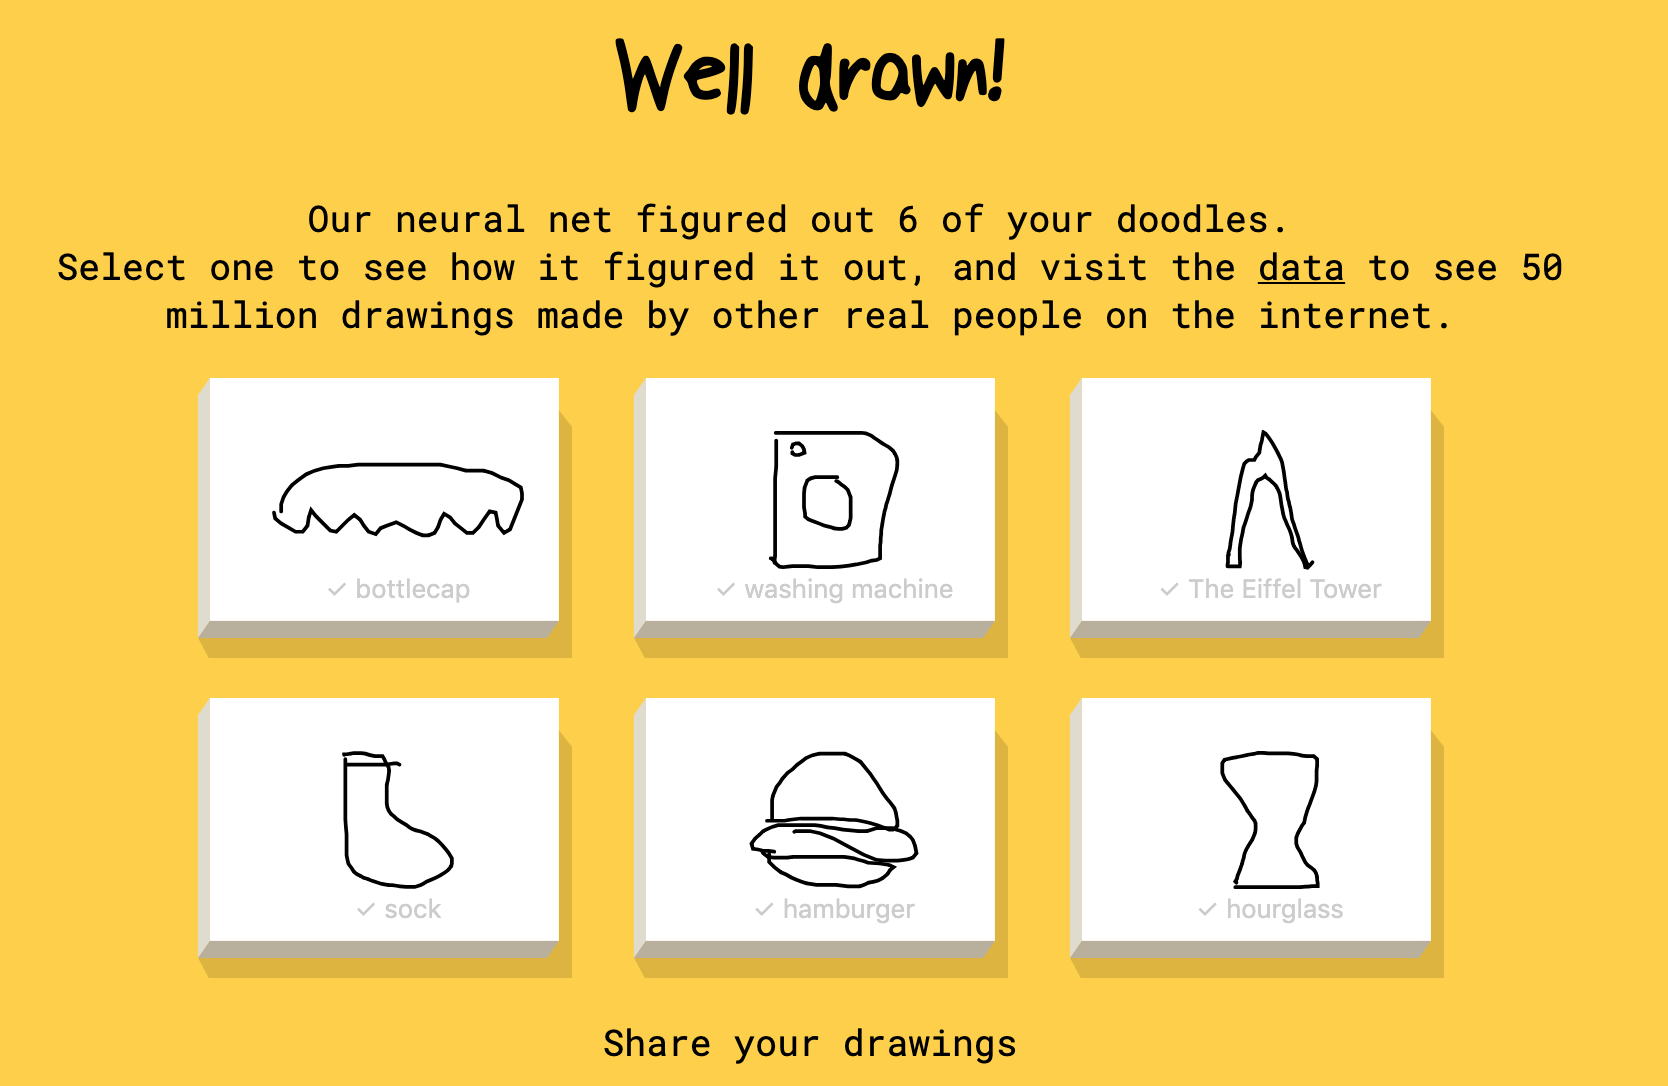 Well drawn!
Our neural net figured out 6 of your doodles.
Select one to see how it figured it out, and visit the data to see 50
million drawings made by other real people on the internet.
✓ bottlecap
✓ washing machine
✓ The Eiffel Tower
✓ sock
✓ hamburger
✓ hourglass
Share your drawings